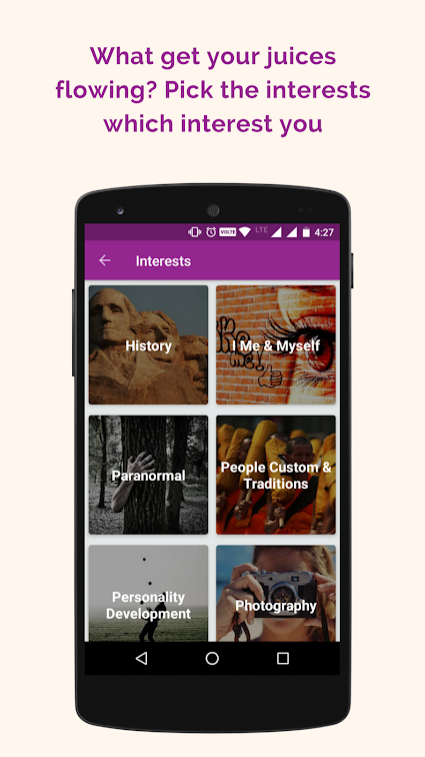 What get your juices
flowing? Pick the interests
which interest you
VOLTE
LTE
4:27
Interests
History
I Me & Myself
Paranormal
People Custom &
Traditions
Personality
Development
Photography